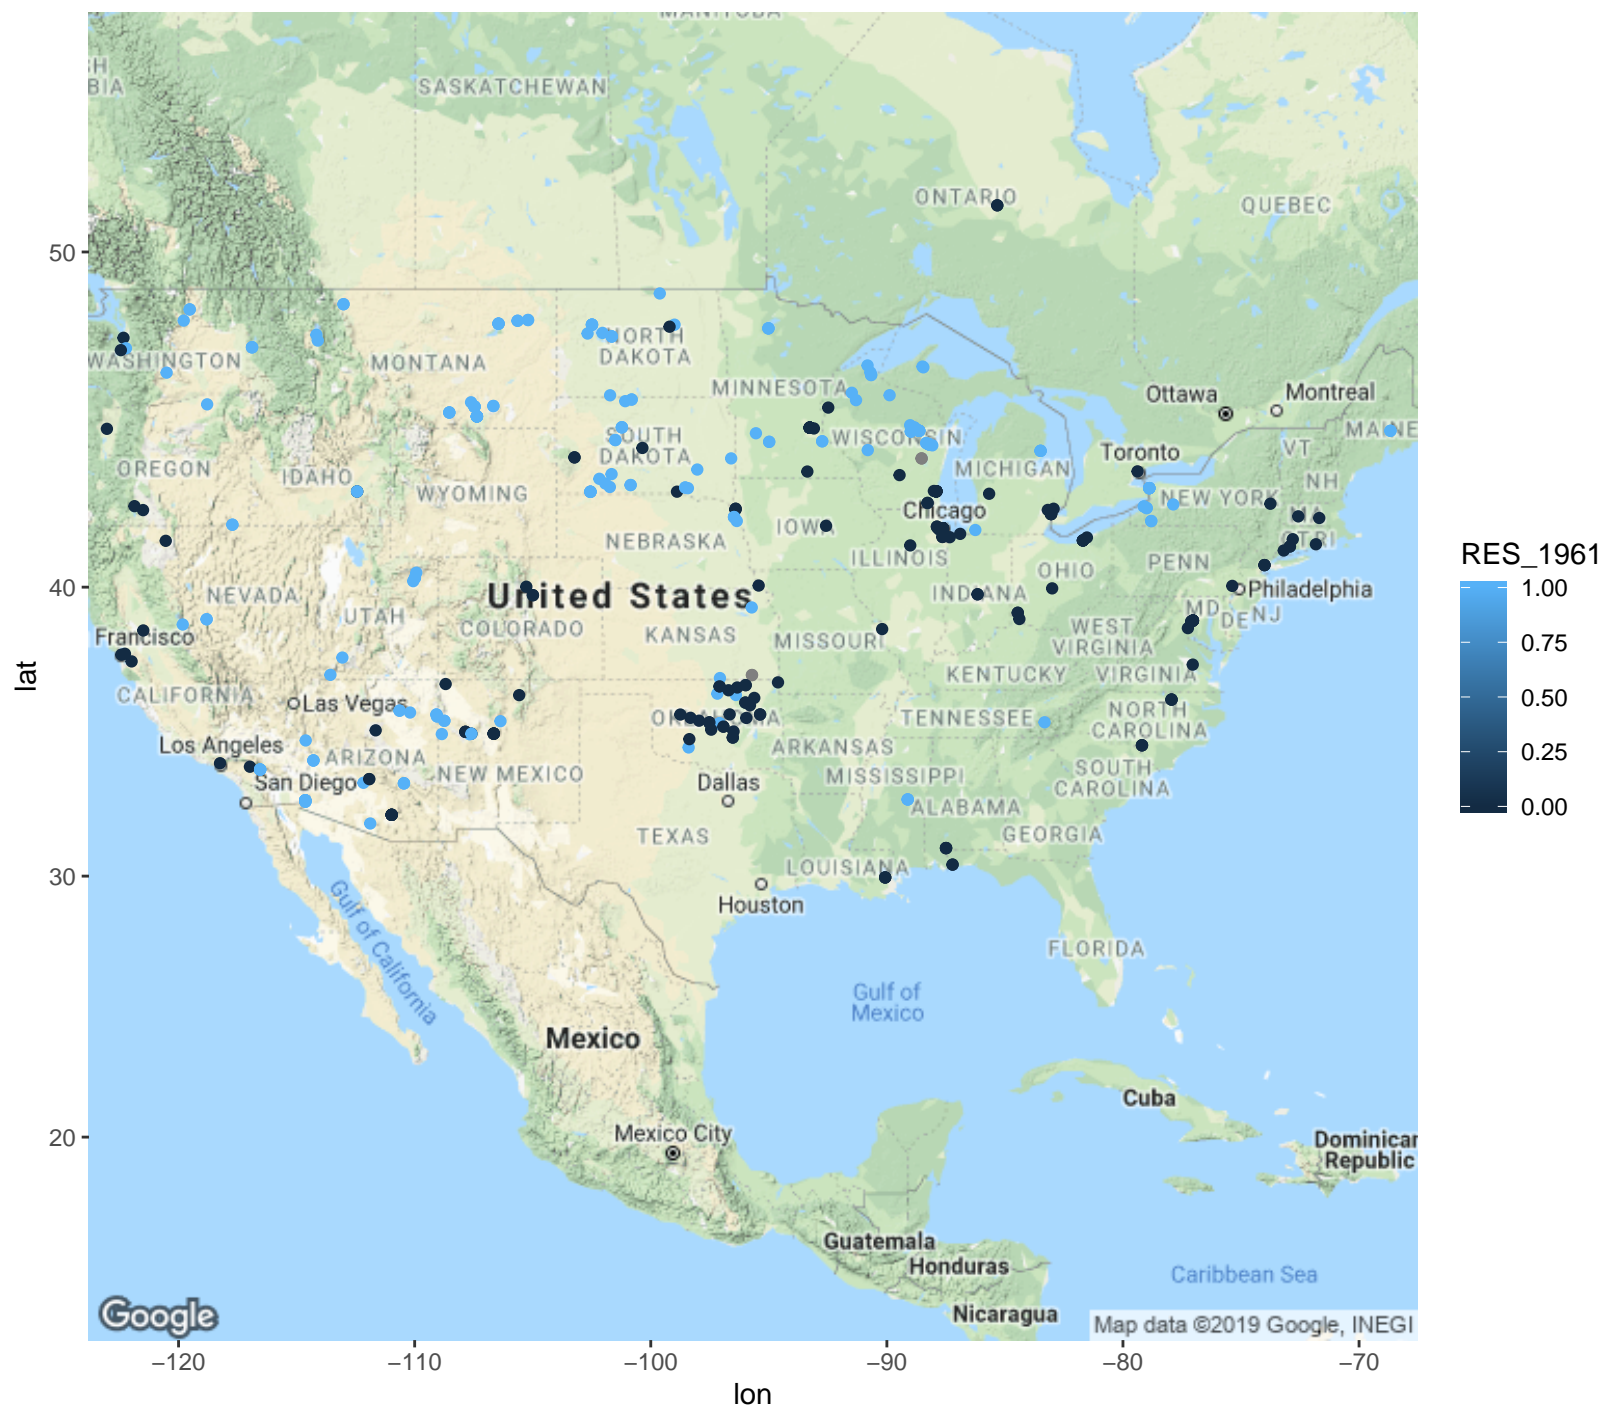 MANITOBA
H
BIA
SASKATCHEWAN
ONTARIO
QUEBEC
50
WASHINGTON
MONTANA
NORTH
DAKOTA
MINNESOTA
Ottawa
Montreal
SOUTH
DAKOTA
WISCONSIN
MAINE
VT
Toronto
OREGON
IDAHO
WYOMING
MICHIGAN
NEW YORK
NH
MA
CT RI
Chicago
IOWA
NEBRASKA
ILLINOIS
PENN
OHIO
40
NEVADA
United States
INDIANA
Philadelphia
UTAH
COLORADO
KANSAS
MISSOURI
MD
DE NJ
WEST
VIRGINIA
Francisco
KENTUCKY
VIRGINIA
CALIFORNIA
Las Vegas
OKLAHOMA
TENNESSEE
NORTH
CAROLINA
Los Angeles
ARIZONA
NEW MEXICO
ARKANSAS
San Diego
Dallas
MISSISSIPPI
SOUTH
CAROLINA
ALABAMA
TEXAS
GEORGIA
LOUISIANA
30
Houston
FLORIDA
Gulf of California
Gulf of
Mexico
Mexico
Cuba
20
Mexico City
Dominican
Republic
Guatemala
Honduras
Caribbean Sea
Nicaragua
Google
Map data ©2019 Google, INEGI
−120
−110
−100
−90
−80
−70
lon
lat
RES_1961
1.00
0.75
0.50
0.25
0.00